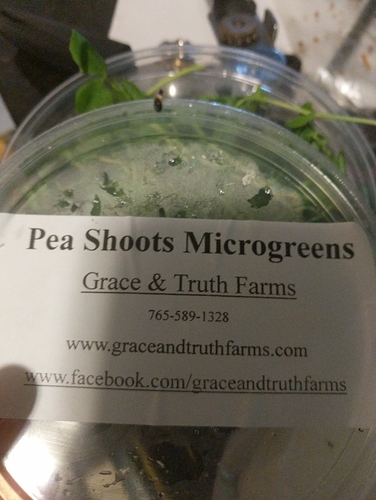 Pea Shoots Microgreens
Grace & Truth Farms
765-589-1328
www.graceandtruthfarms.com
www.facebook.com/graceandtruthfarms